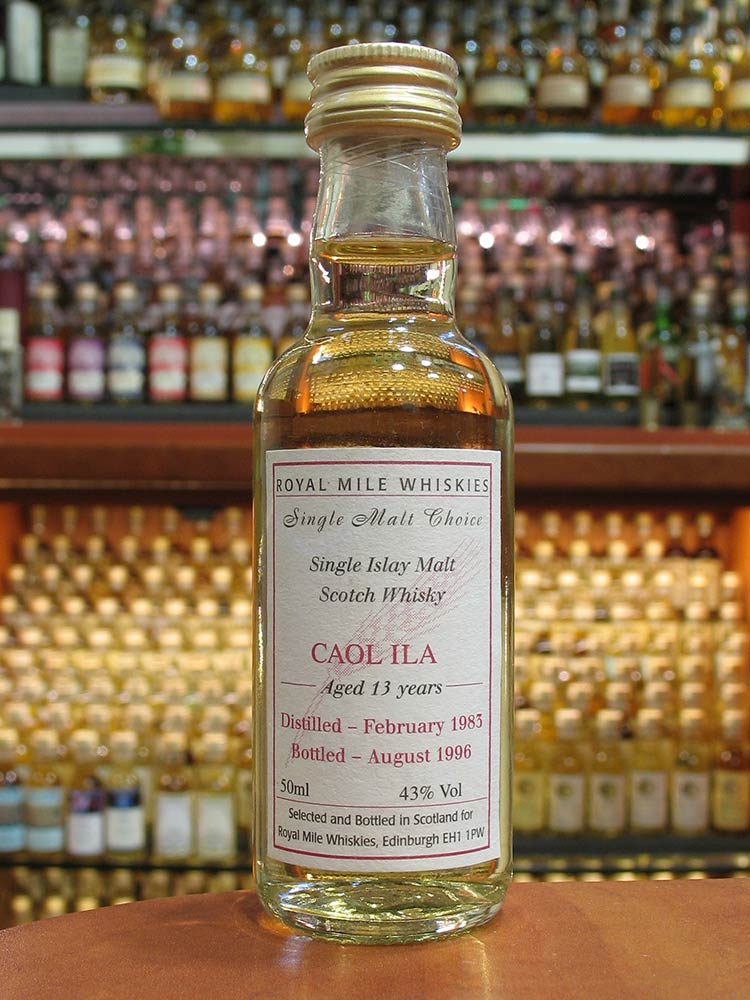 ROYAL MILE WHISKIES
Single Malt Choice
Single Islay Malt
Scotch Whisky
CAOL ILA
Aged 13 years
Distilled – February 1983
Bottled – August 1996
50ml 43% Vol
Selected and Bottled in Scotland for
Royal Mile Whiskies, Edinburgh EH1 1PW